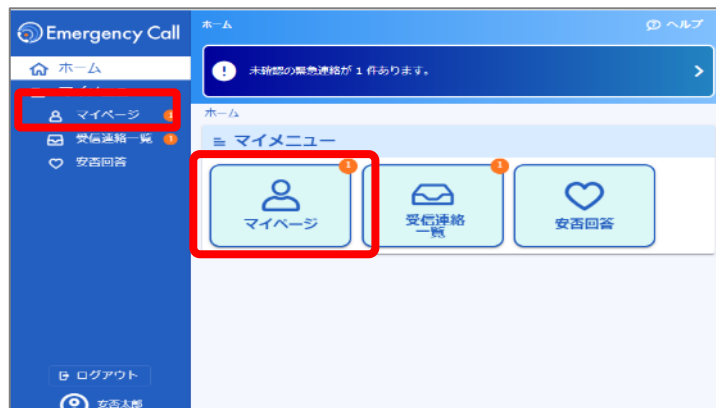 Emergency Call
ホーム
ヘルプ
ホーム
! 未確認の緊急連絡が 1 件あります。
マイページ 1
受信連絡一覧 1
安否回答
ホーム
マイメニュー
1
マイページ
1
受信連絡
一覧
安否回答
ログアウト
安否太郎